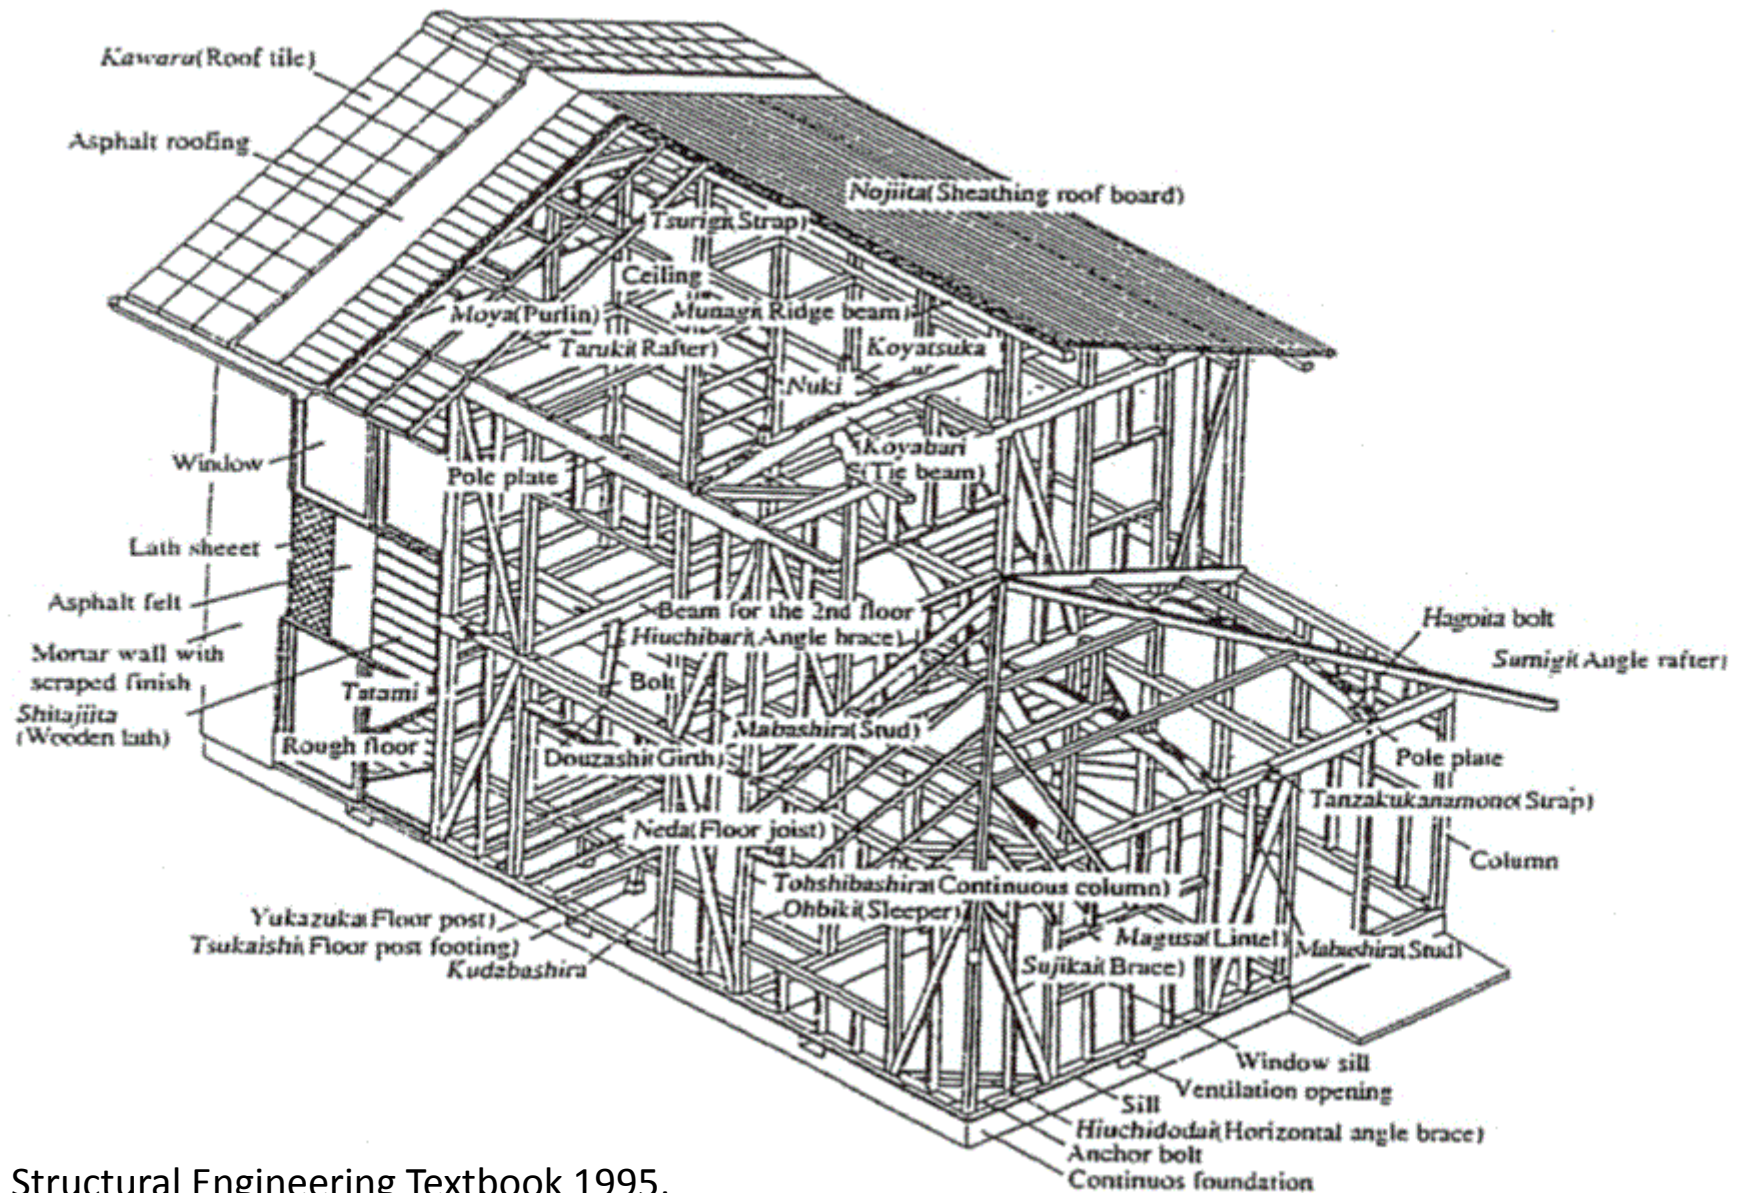 Kawara(Roof tile)
Asphalt roofing
Nojiita(Sheathing roof board)
Tsurigi(Strap)
Ceiling
Moya(Purlin)
Munagi(Ridge beam)
Taruki(Rafter)
Koyatsuka
Nuki
Window
Pole plate
Koyabari
(Tie beam)
Lath sheeet
Asphalt felt
Beam for the 2nd floor
Hiuchibari(Angle brace)
Hagoita bolt
Mortar wall with
scraped finish
Sumigi(Angle rafter)
Tatami
Bolt
Shitajiita
(Wooden lath)
Rough floor
Mabashira(Stud)
Douzashi(Girth)
Pole plate
Tanzakukanamono(Strap)
Neda(Floor joist)
Column
Tohshibashira(Continuous column)
Ohbiki(Sleeper)
Yukazuka(Floor post)
Tsukaishi(Floor post footing)
Kudabashira
Magusa(Lintel)
Mabashira(Stud)
Sujikai(Brace)
Window sill
Ventilation opening
Sill
Hiuchidodai(Horizontal angle brace)
Anchor bolt
Continuos foundation
Structural Engineering Textbook 1995.